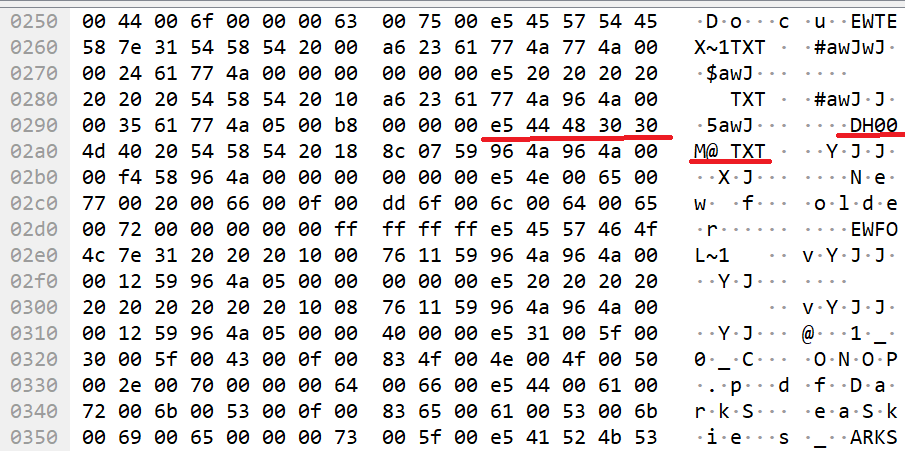 0250 00 44 00 6f 00 00 00 63 00 75 00 e5 45 57 54 45 ·D·o···c ·u··EWTE
0260 58 7e 31 54 58 54 20 00 a6 23 61 77 4a 77 4a 00 X~1TXT · ·#awJwJ·
0270 00 24 61 77 4a 00 00 00 00 00 00 e5 20 20 20 20 ·$awJ··· ····
0280 20 20 20 54 58 54 20 10 a6 23 61 77 4a 96 4a 00 TXT · ·#awJ·J·
0290 00 35 61 77 4a 05 00 b8 00 00 00 e5 44 48 30 30 ·5awJ··· ····DH00
02a0 4d 40 20 54 58 54 20 18 8c 07 59 96 4a 96 4a 00 M@ TXT · ··Y·J·J·
02b0 00 f4 58 96 4a 00 00 00 00 00 00 e5 4e 00 65 00 ··X·J··· ····N·e·
02c0 77 00 20 00 66 00 0f 00 dd 6f 00 6c 00 64 00 65 w· ·f··· ·o·l·d·e
02d0 00 72 00 00 00 00 00 ff ff ff ff e5 45 57 46 4f ·r······ ····EWFO
02e0 4c 7e 31 20 20 20 10 00 76 11 59 96 4a 96 4a 00 L~1 ·· v·Y·J·J·
02f0 00 12 59 96 4a 00 00 00 00 00 00 e5 20 20 20 20 ··Y·J··· ····
0300 20 20 20 20 20 20 10 08 76 11 59 96 4a 96 4a 00 ·· v·Y·J·J·
0310 00 12 59 96 4a 05 00 00 40 00 00 e5 31 00 5f 00 ··Y·J··· @···1·_·
0320 30 00 5f 00 43 00 0f 00 83 4f 00 4e 00 4f 00 50 0·_·C··· ·O·N·O·P
0330 00 2e 00 70 00 00 00 64 00 66 00 e5 44 00 61 00 ·.·p···d ·f··D·a·
0340 72 00 6b 00 53 00 0f 00 83 65 00 61 00 53 00 6b r·k·S··· ·e·a·S·k
0350 00 69 00 65 00 00 00 73 00 5f 00 e5 41 52 4b 53 ·i·e···s ·_··ARKS